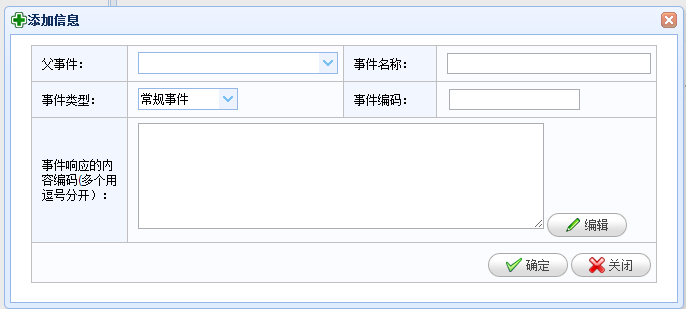 添加信息
父事件：
事件名称：
事件类型：
常规事件
事件编码：
事件响应的内
容编码(多个用
逗号分开）：
编辑
确定
关闭